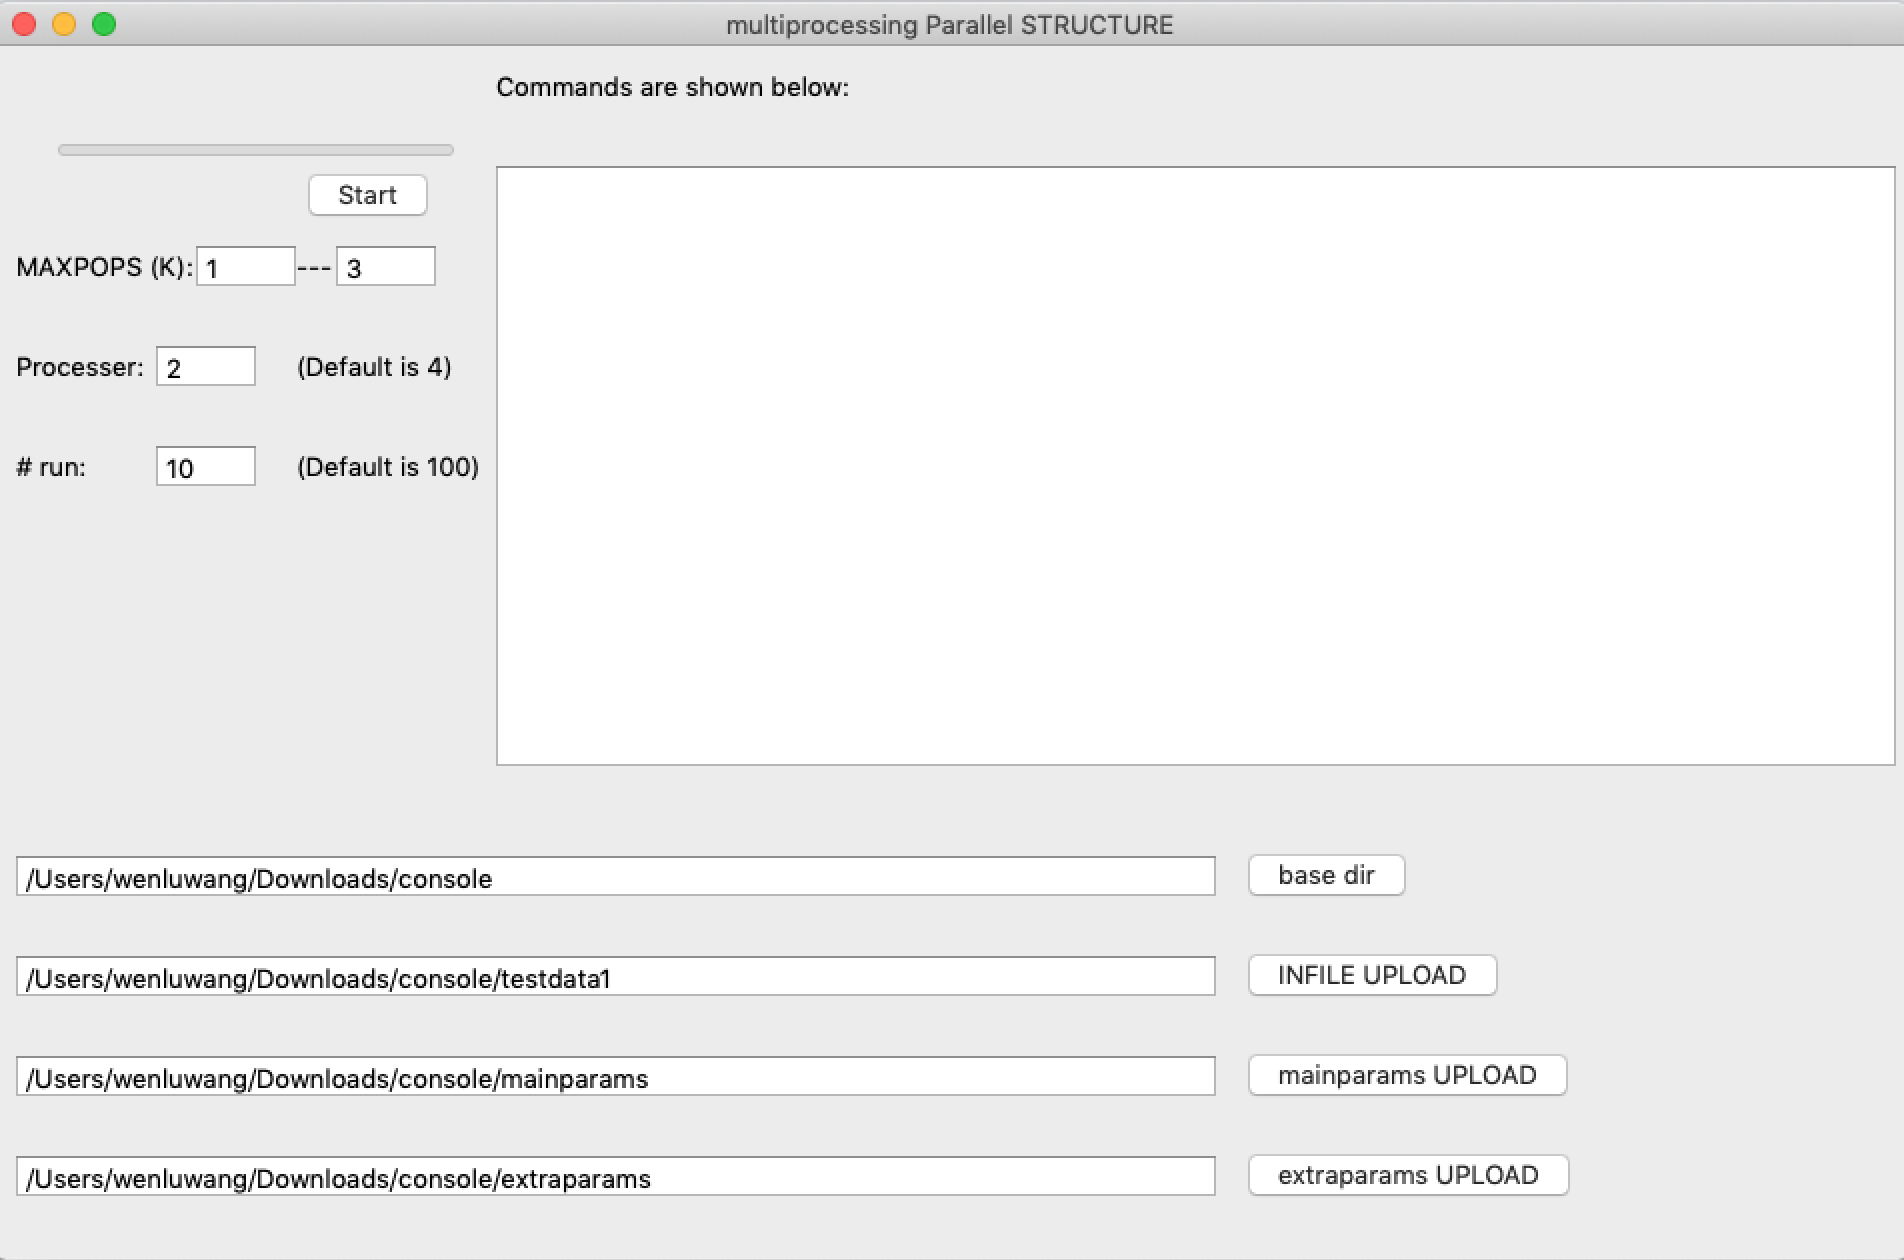 multiprocessing Parallel STRUCTURE
Commands are shown below:
Start
MAXPOPS (K): 1 --- 3
Processer: 2 (Default is 4)
# run: 10 (Default is 100)
/Users/wenluwang/Downloads/console base dir
/Users/wenluwang/Downloads/console/testdata1 INFILE UPLOAD
/Users/wenluwang/Downloads/console/mainparams mainparams UPLOAD
/Users/wenluwang/Downloads/console/extraparams extraparams UPLOAD